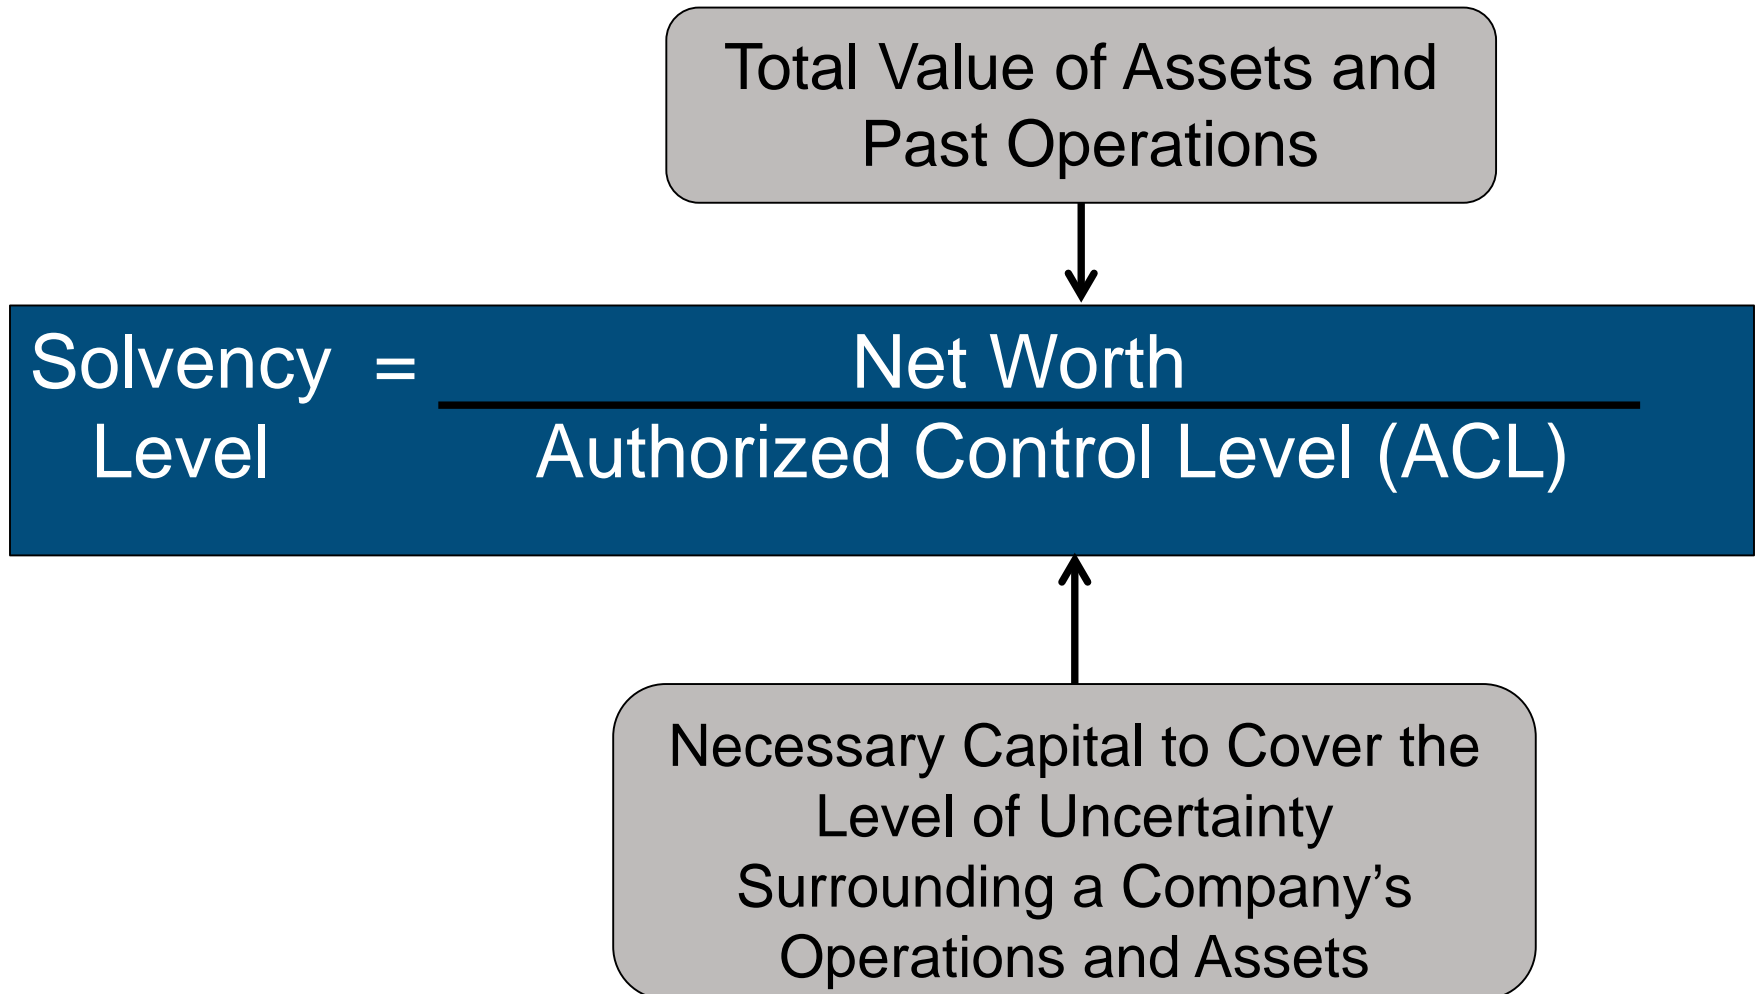 Total Value of Assets and
Past Operations
Solvency = Net Worth
Level Authorized Control Level (ACL)
Necessary Capital to Cover the
Level of Uncertainty
Surrounding a Company’s
Operations and Assets